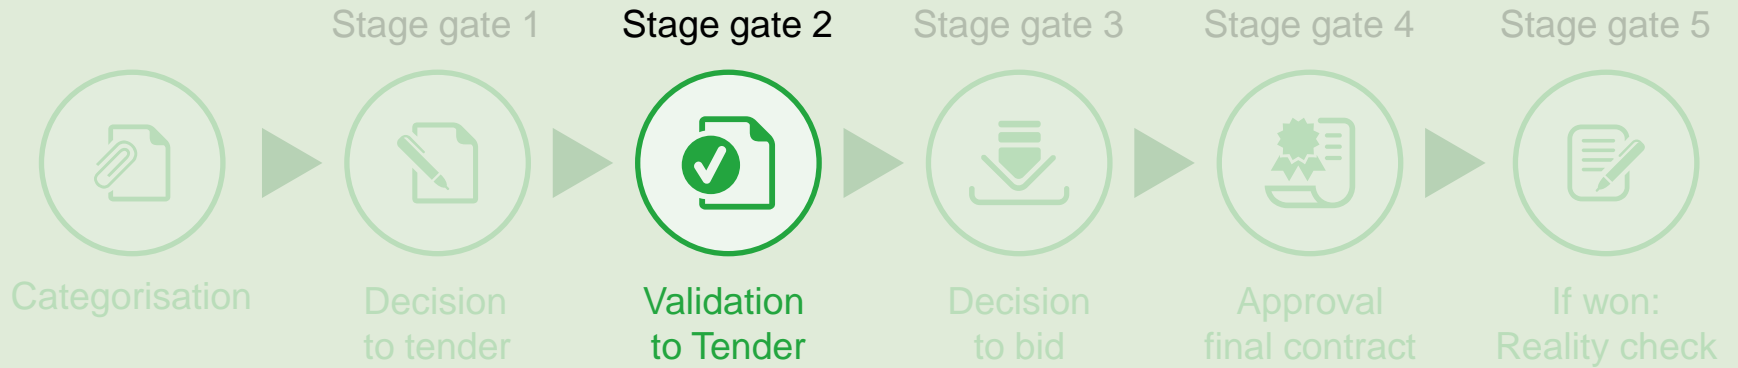 Stage gate 1
Stage gate 2
Stage gate 3
Stage gate 4
Stage gate 5
Categorisation
Decision
to tender
Validation
to Tender
Decision
to bid
Approval
final contract
If won:
Reality check